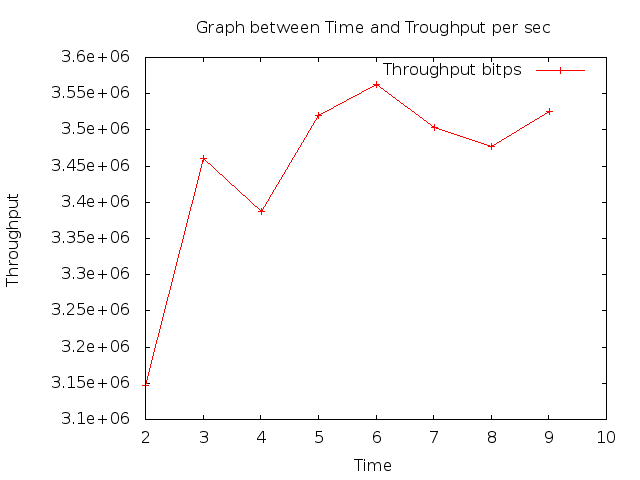 Graph between Time and Troughput per sec
Throughput bitps
3.6e+06
3.55e+06
3.5e+06
3.45e+06
3.4e+06
3.35e+06
3.3e+06
3.25e+06
3.2e+06
3.15e+06
3.1e+06
Throughput
2 3 4 5 6 7 8 9 10
Time